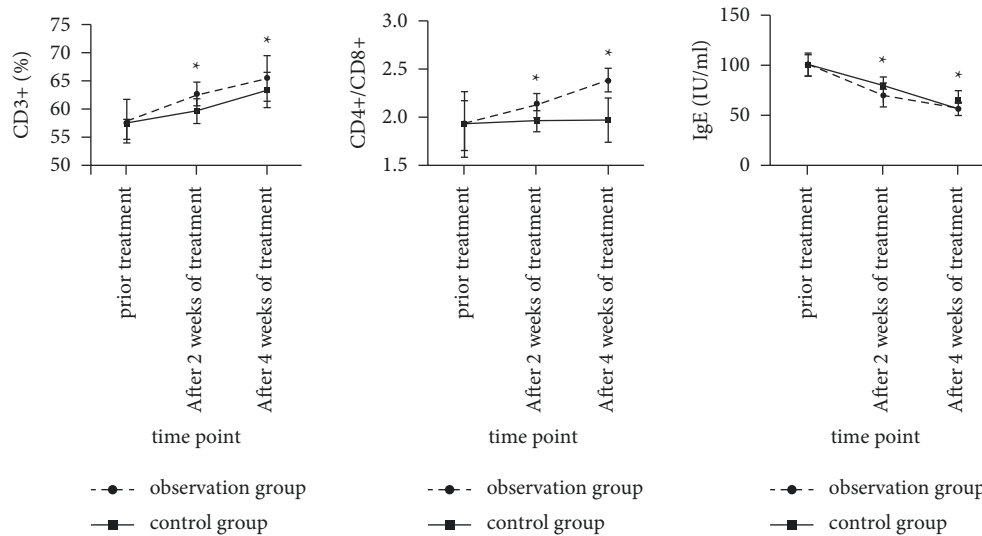 CD3+ (%)
75
70
65
60
55
50
*
*
prior treatment
After 2 weeks of treatment
After 4 weeks of treatment
time point
observation group
control group
CD4+/CD8+
3.0
2.5
2.0
1.5
*
*
prior treatment
After 2 weeks of treatment
After 4 weeks of treatment
time point
observation group
control group
IgE (IU/ml)
150
100
50
0
*
*
prior treatment
After 2 weeks of treatment
After 4 weeks of treatment
time point
observation group
control group